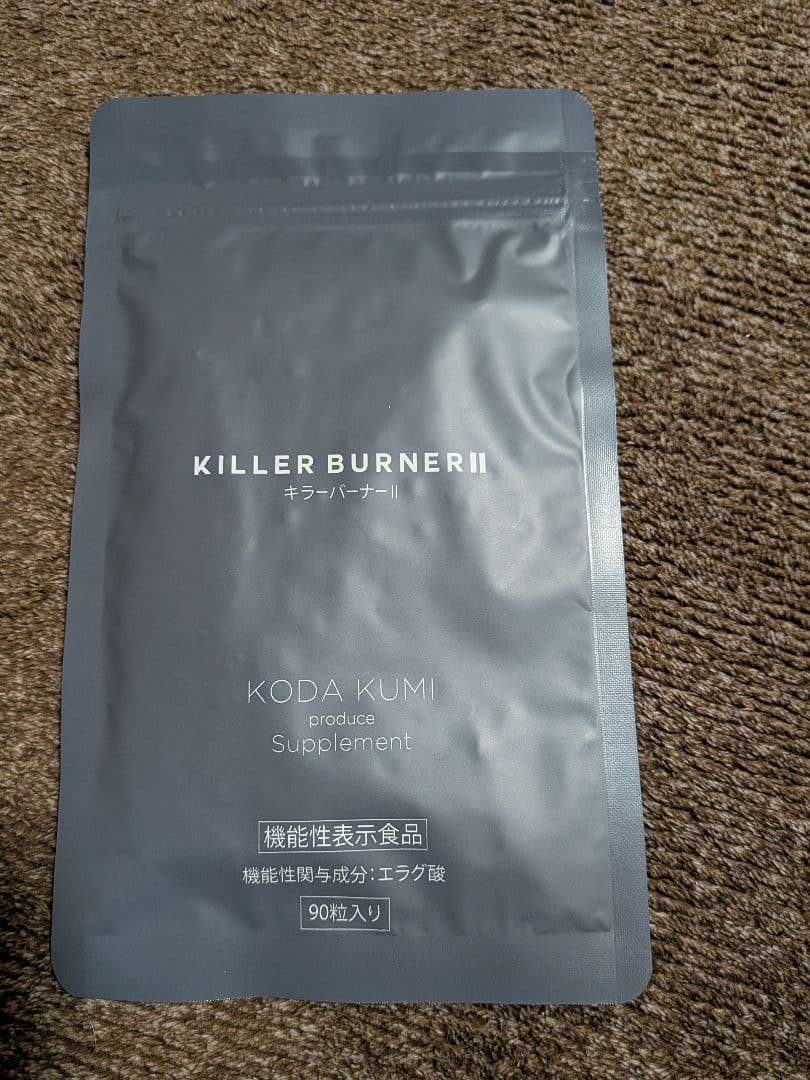 KILLER BURNERⅡ
キラーバーナーⅡ
KODA KUMI
produce
Supplement
機能性表示食品
機能性関与成分：エラグ酸
90粒入り